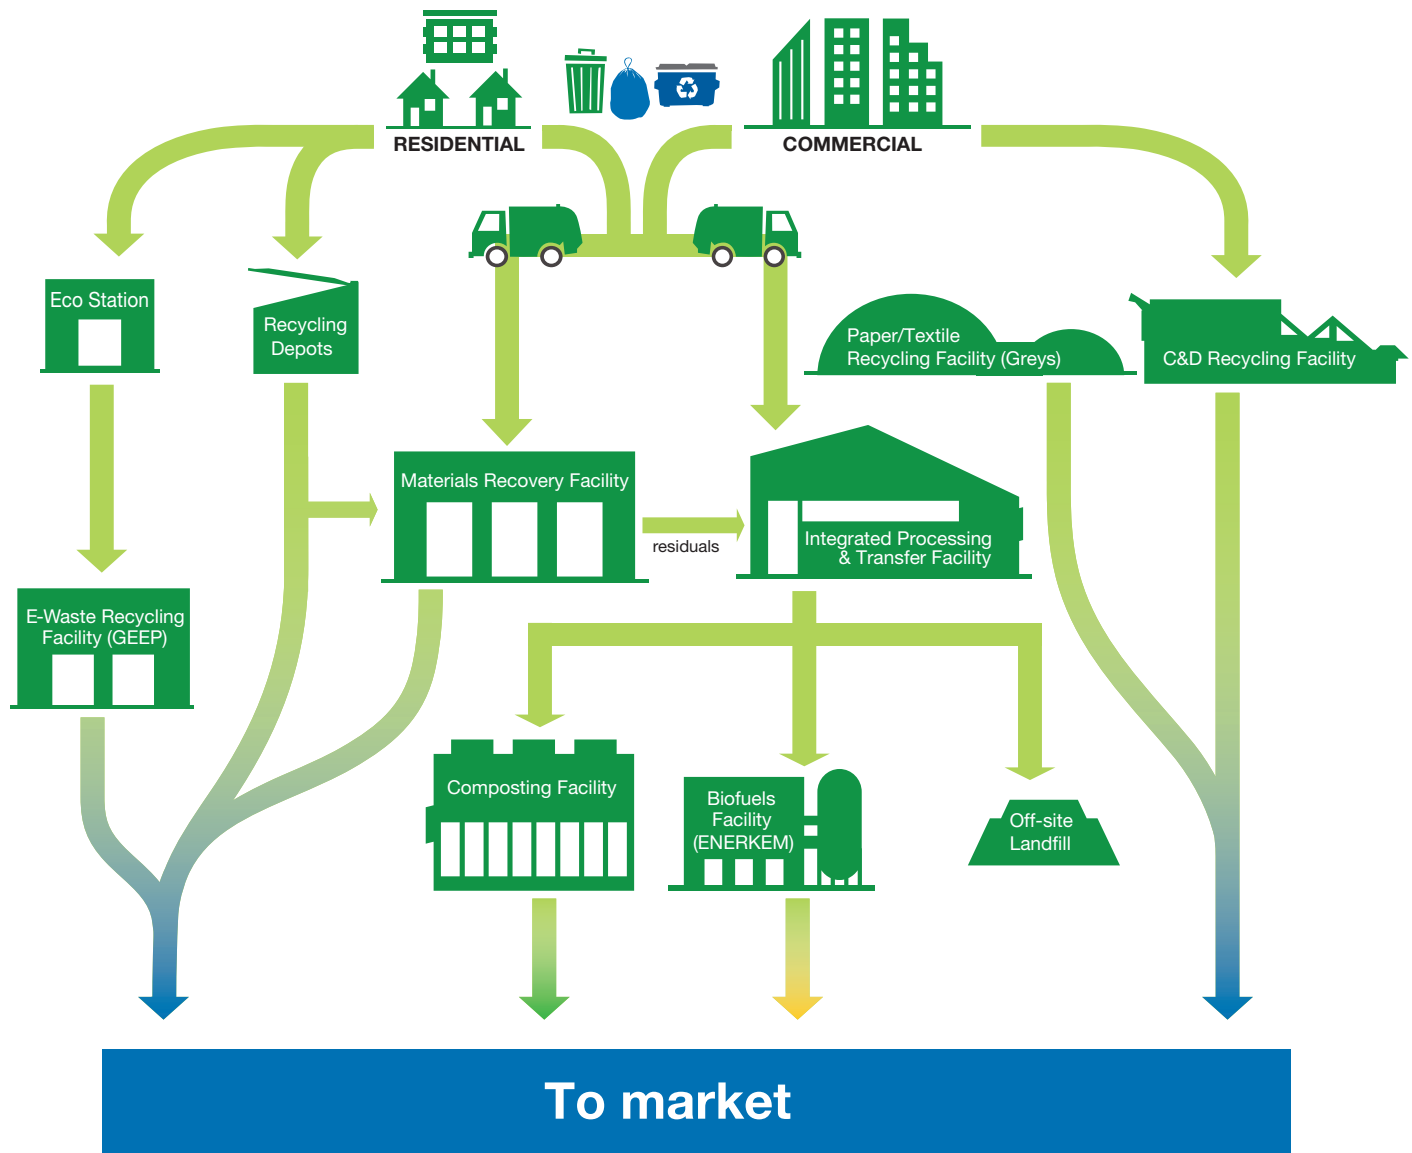 RESIDENTIAL
COMMERCIAL
Eco Station
Recycling
Depots
Paper/Textile
Recycling Facility (Greys)
C&D Recycling Facility
Materials Recovery Facility
residuals
Integrated Processing
& Transfer Facility
E-Waste Recycling
Facility (GEEP)
Composting Facility
Biofuels
Facility
(ENERKEM)
Off-site
Landfill
To market